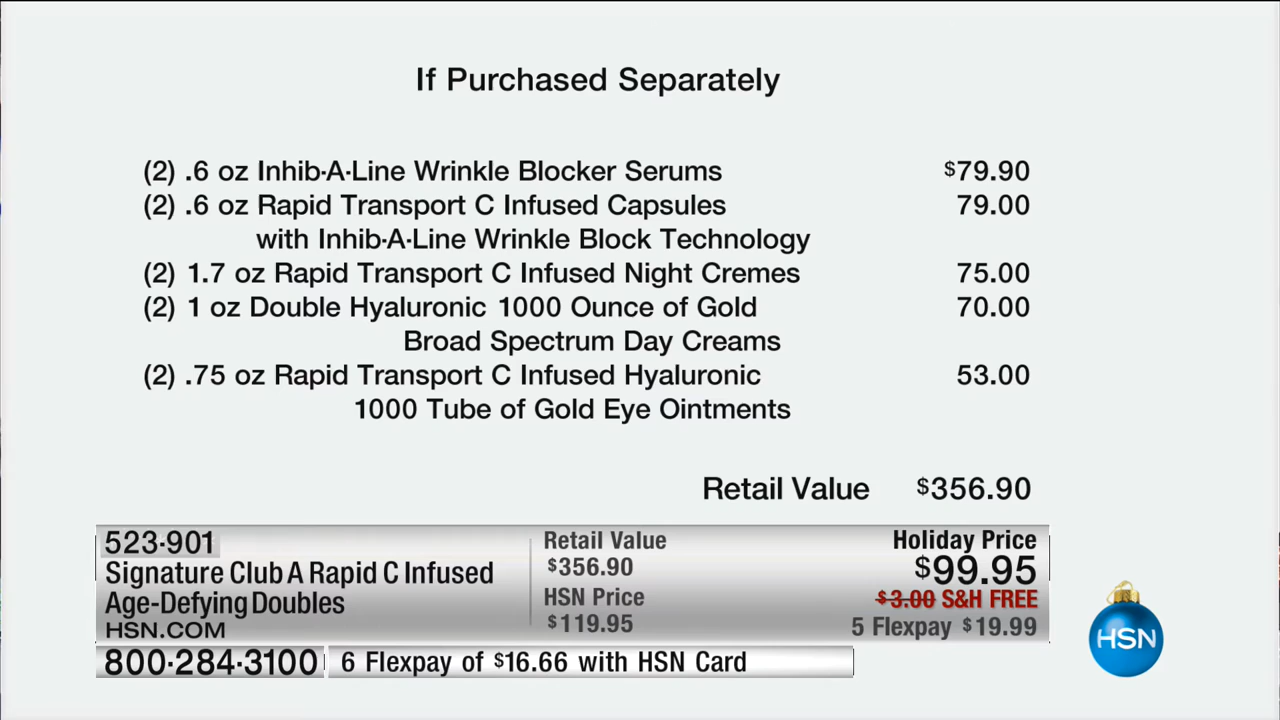 If Purchased Separately
(2) .6 oz Inhib·A·Line Wrinkle Blocker Serums $79.90
(2) .6 oz Rapid Transport C Infused Capsules 79.00
with Inhib·A·Line Wrinkle Block Technology
(2) 1.7 oz Rapid Transport C Infused Night Cremes 75.00
(2) 1 oz Double Hyaluronic 1000 Ounce of Gold 70.00
Broad Spectrum Day Creams
(2) .75 oz Rapid Transport C Infused Hyaluronic 53.00
1000 Tube of Gold Eye Ointments
Retail Value $356.90
523·901
Signature Club A Rapid C Infused
Age-Defying Doubles
HSN.COM
Retail Value
$356.90
HSN Price
$119.95
Holiday Price
$99.95
$3.00 S&H FREE
5 Flexpay $19.99
800·284·3100
6 Flexpay of $16.66 with HSN Card
HSN